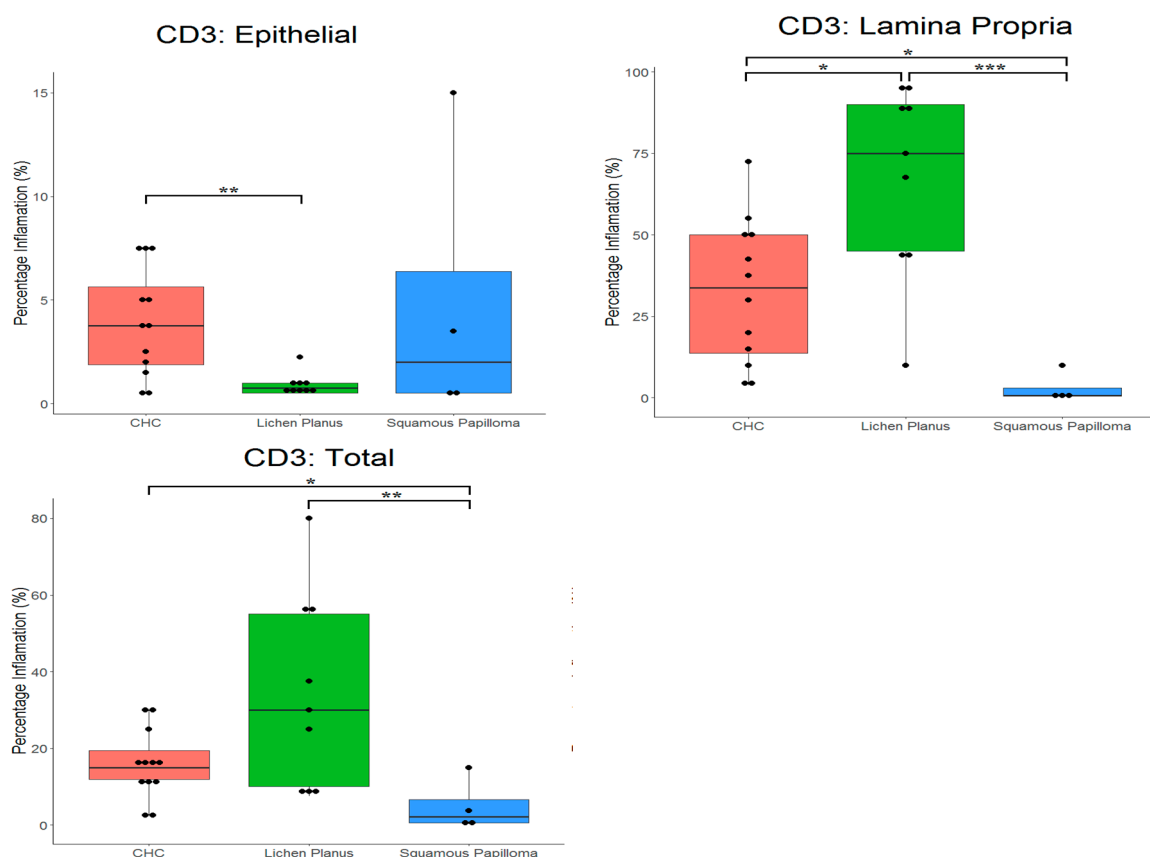 CD3: Epithelial
Percentage Inflamation (%)
15
10
5
0
**
CHC
Lichen Planus
Squamous Papilloma
CD3: Lamina Propria
Percentage Inflamation (%)
100
75
50
25
0
*
*
***
CHC
Lichen Planus
Squamous Papilloma
CD3: Total
Percentage Inflamation (%)
80
60
40
20
0
*
**
CHC
Lichen Planus
Squamous Papilloma